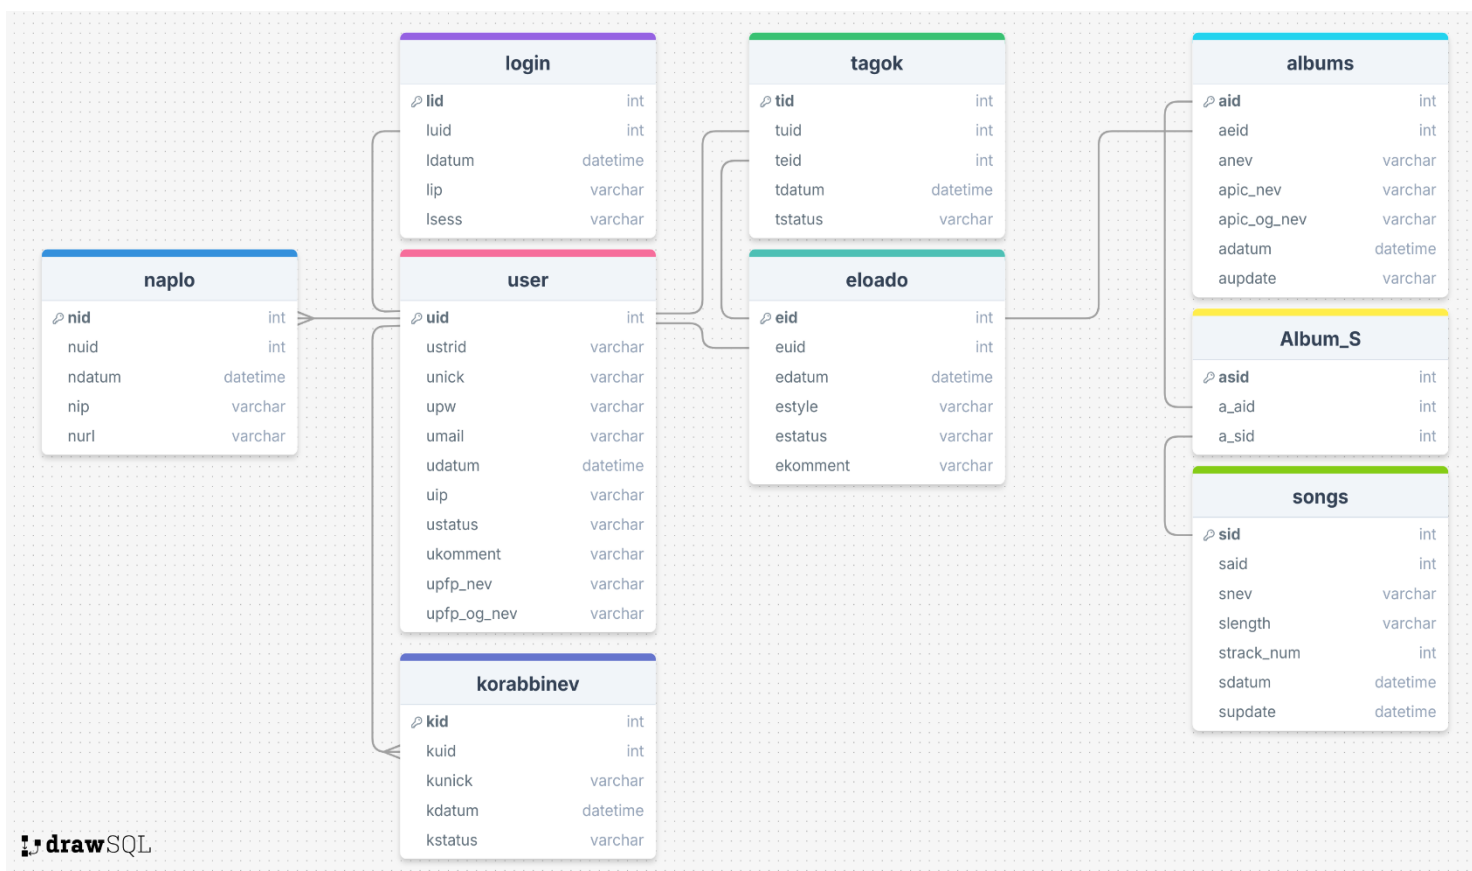 login
lid int
luid int
ldatum datetime
lip varchar
lsess varchar
tagok
tid int
tuid int
teid int
tdatum datetime
tstatus varchar
albums
aid int
aeid int
anev varchar
apic_nev varchar
apic_og_nev varchar
adatum datetime
aupdate varchar
naplo
nid int
nuid int
ndatum datetime
nip varchar
nurl varchar
user
uid int
ustrid varchar
unick varchar
upw varchar
umail varchar
udatum datetime
uip varchar
ustatus varchar
ukomment varchar
upfp_nev varchar
upfp_og_nev varchar
eloado
eid int
euid int
edatum datetime
estyle varchar
estatus varchar
ekomment varchar
Album_S
asid int
a_aid int
a_sid int
songs
sid int
said int
snev varchar
slength varchar
strack_num int
sdatum datetime
supdate datetime
korabbinev
kid int
kuid int
kunick varchar
kdatum datetime
kstatus varchar
drawSQL